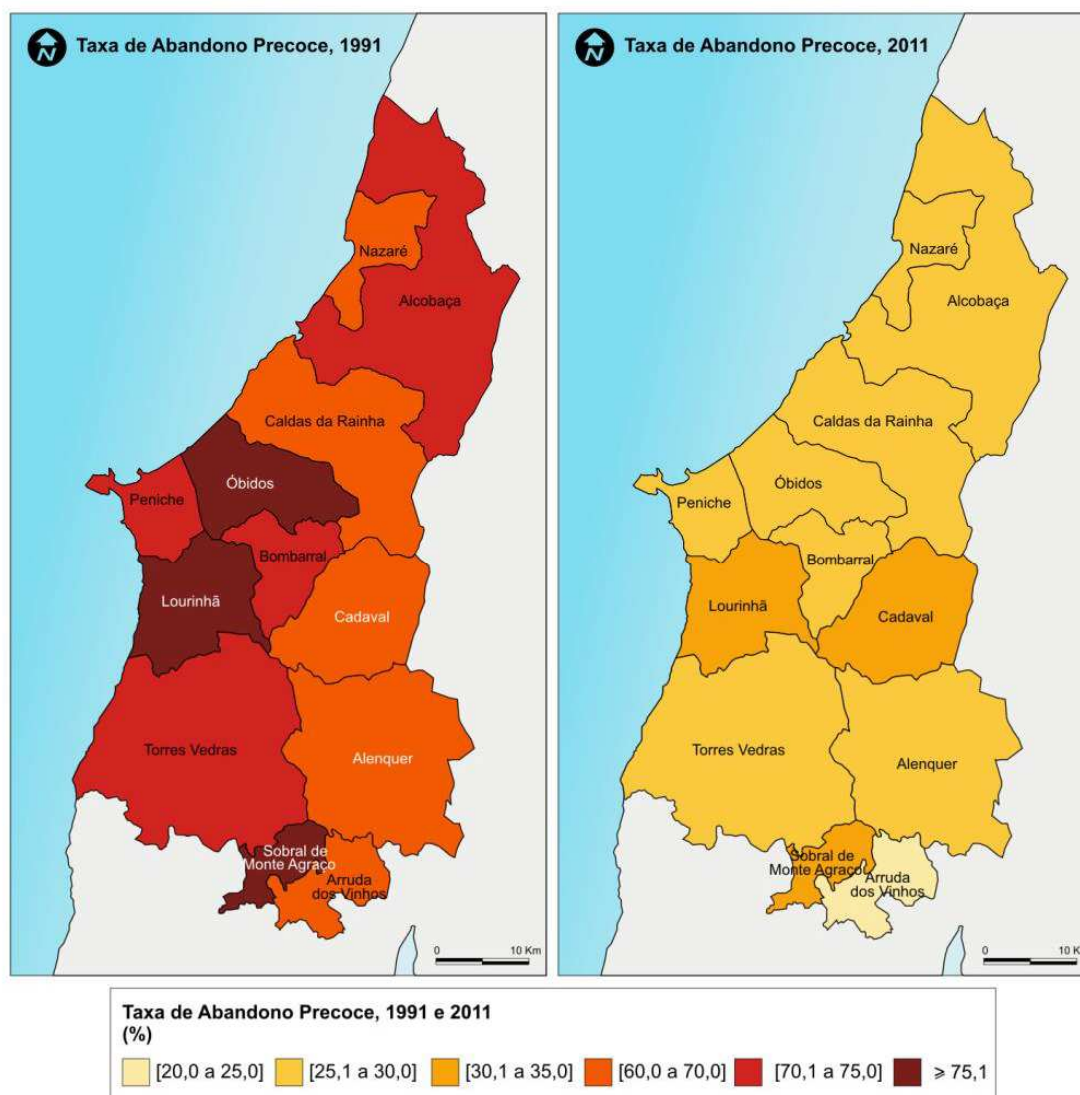 N
Taxa de Abandono Precoce, 1991
Nazaré
Alcobaça
Caldas da Rainha
Óbidos
Peniche
Bombarral
Lourinhã
Cadaval
Torres Vedras
Alenquer
Sobral de
Monte Agraço
Arruda
dos Vinhos
0 10 Km
N
Taxa de Abandono Precoce, 2011
Nazaré
Alcobaça
Caldas da Rainha
Óbidos
Peniche
Bombarral
Lourinhã
Cadaval
Torres Vedras
Alenquer
Sobral de
Monte Agraço
Arruda
dos Vinhos
0 10 K
Taxa de Abandono Precoce, 1991 e 2011
(%)
[20,0 a 25,0] [25,1 a 30,0] [30,1 a 35,0] [60,0 a 70,0] [70,1 a 75,0] ⩾ 75,1